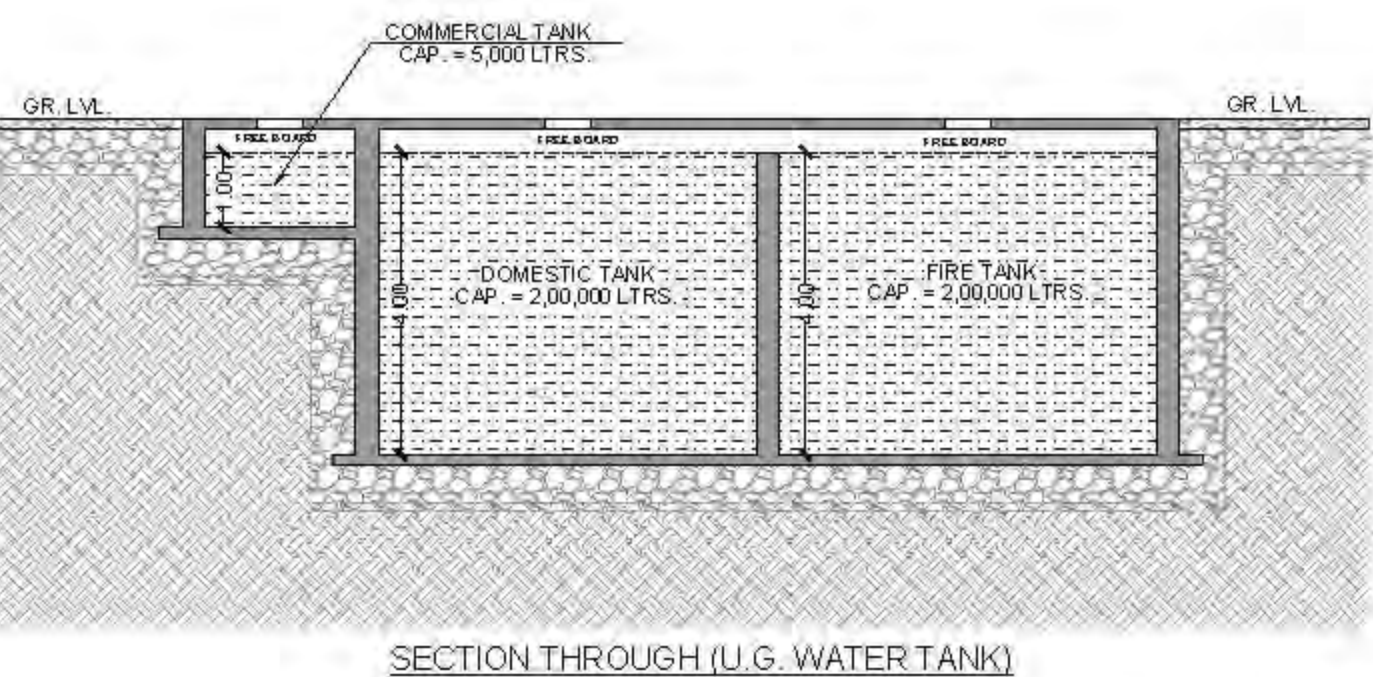 COMMERCIAL TANK
CAP. = 5,000 LTRS.
GR. LVL.
GR. LVL.
FREE BOARD
FREE BOARD
FREE BOARD
1.00
DOMESTIC TANK
CAP. = 2,00,000 LTRS.
4.00
FIRE TANK
CAP. = 2,00,000 LTRS.
4.00
SECTION THROUGH (U.G. WATER TANK)